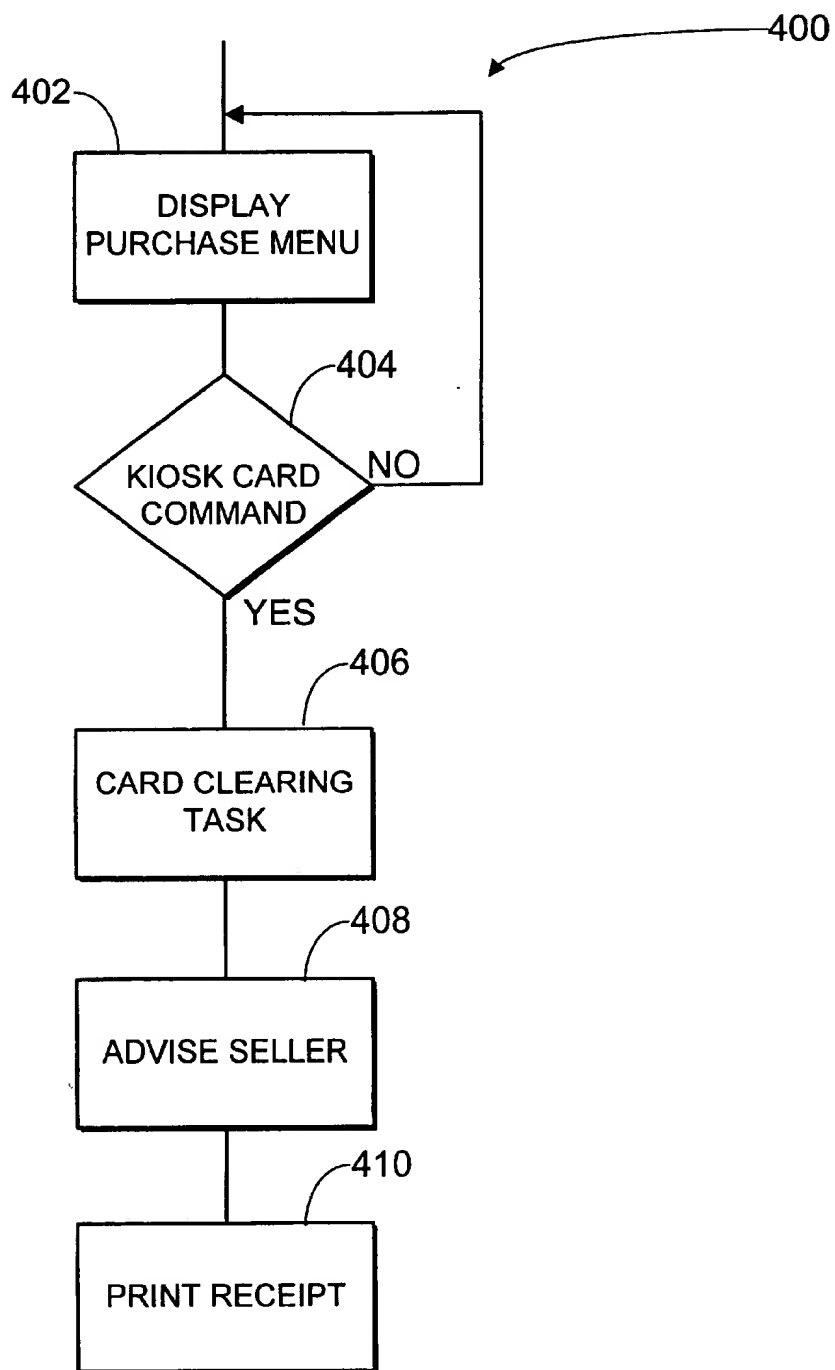 400
402
DISPLAY
PURCHASE MENU
404
KIOSK CARD
COMMAND
NO
YES
406
CARD CLEARING
TASK
408
ADVISE SELLER
410
PRINT RECEIPT